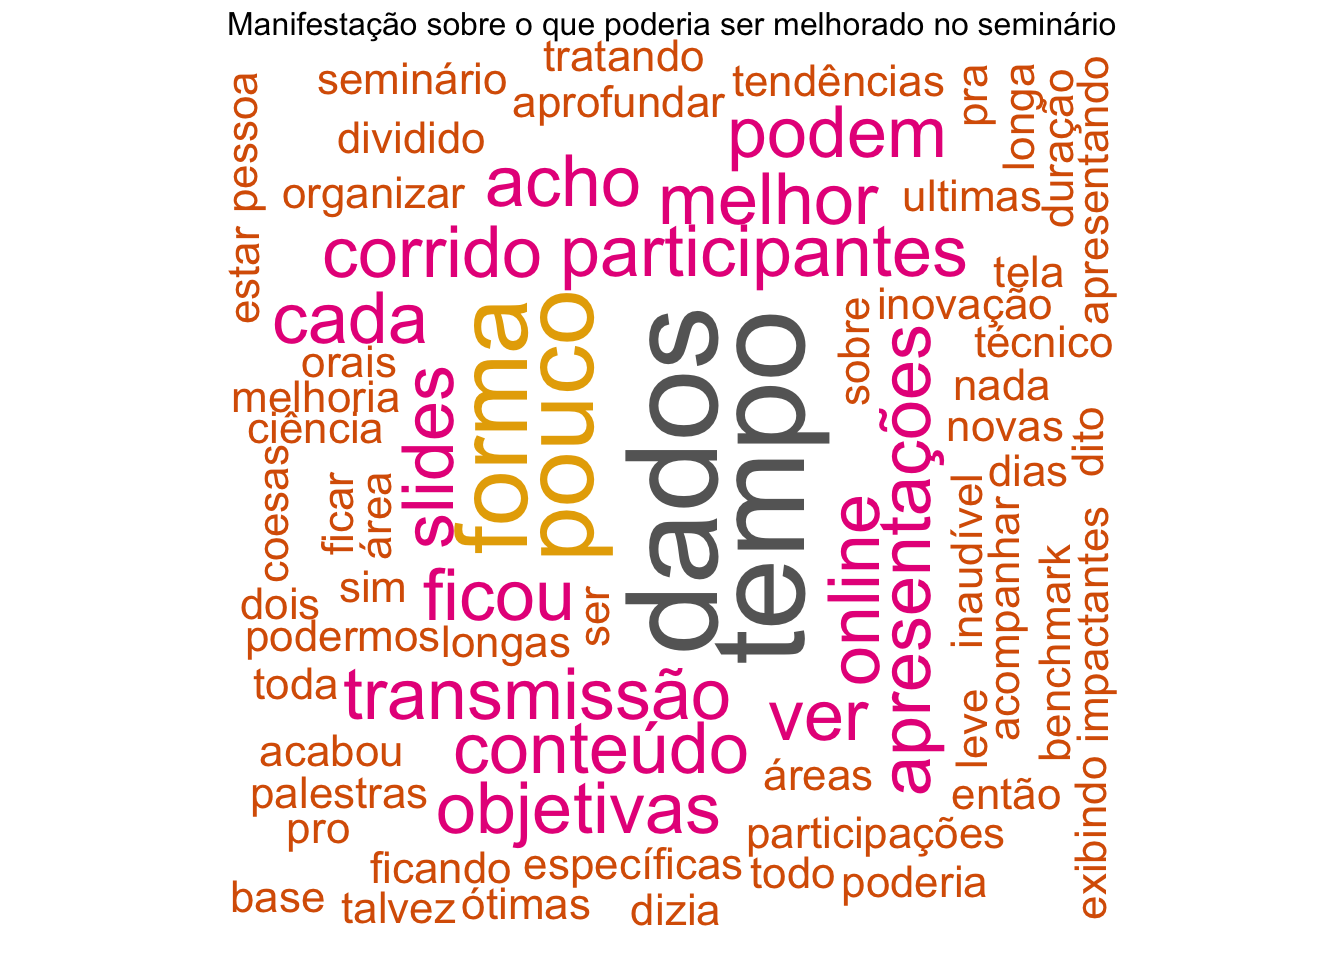 Manifestação sobre o que poderia ser melhorado no seminário
tratando
seminário
tendências
aprofundar
pra
longa
duração
apresentando
pessoa
dividido
podem
acho
organizar
melhor
ultimas
estar
corrido
participantes
tela
cada
inovação
sobre
técnico
orais
forma
pouco
dados
tempo
melhoria
nada
ciência
slides
apresentações
novas
dito
coesas
ficar
área
dias
online
inaudível
acompanhar
sim
ficou
ser
dois
benchmark
impactantes
podermos
longas
toda
transmissão
ver
leve
acabou
conteúdo
áreas
palestras
objetivas
então
exibindo
pro
participações
ficando
específicas
todo
poderia
base
talvez
ótimas
dizia